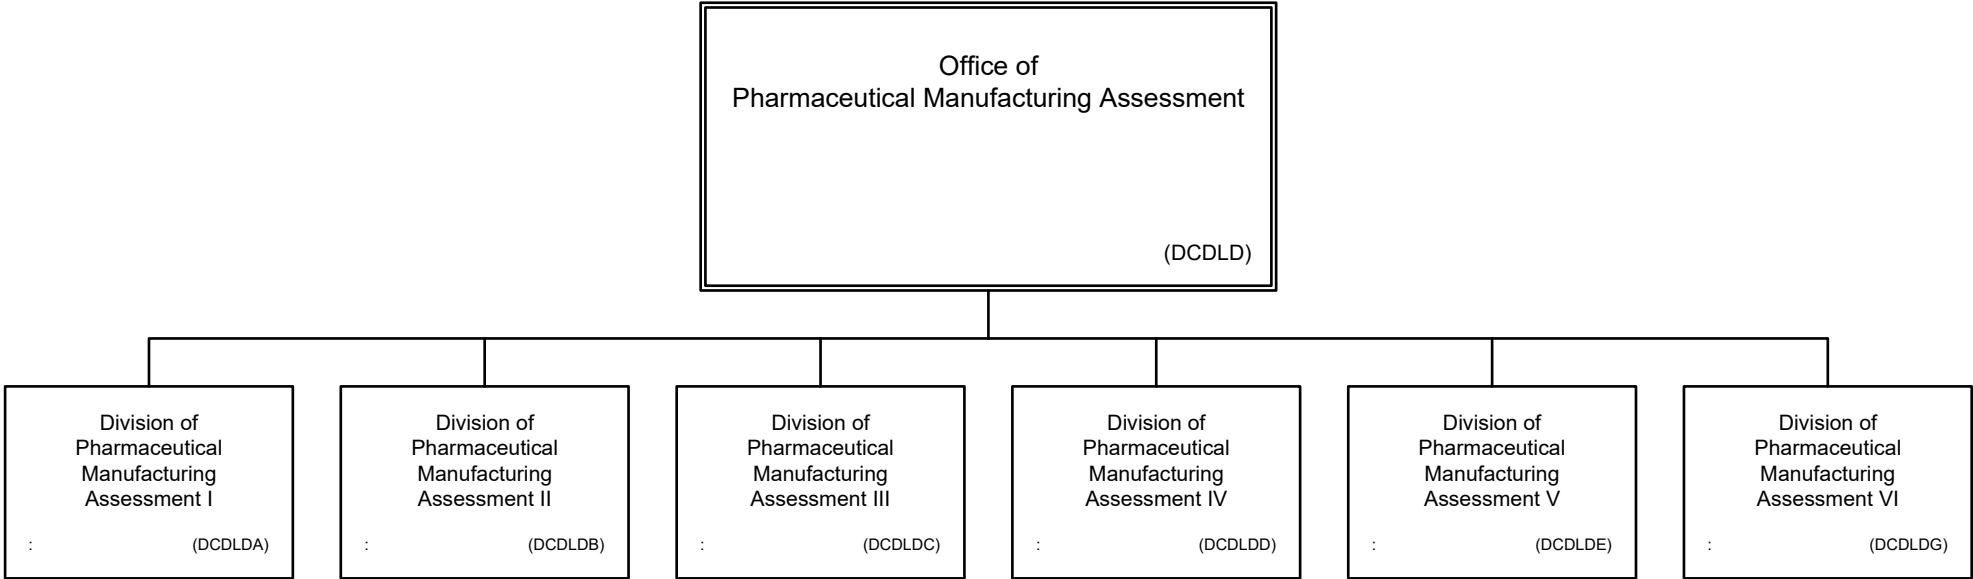 Office of
Pharmaceutical Manufacturing Assessment
(DCDLD)
Division of
Pharmaceutical
Manufacturing
Assessment I
: (DCDLDA)
Division of
Pharmaceutical
Manufacturing
Assessment II
: (DCDLDB)
Division of
Pharmaceutical
Manufacturing
Assessment III
: (DCDLDC)
Division of
Pharmaceutical
Manufacturing
Assessment IV
: (DCDLDD)
Division of
Pharmaceutical
Manufacturing
Assessment V
: (DCDLDE)
Division of
Pharmaceutical
Manufacturing
Assessment VI
: (DCDLDG)